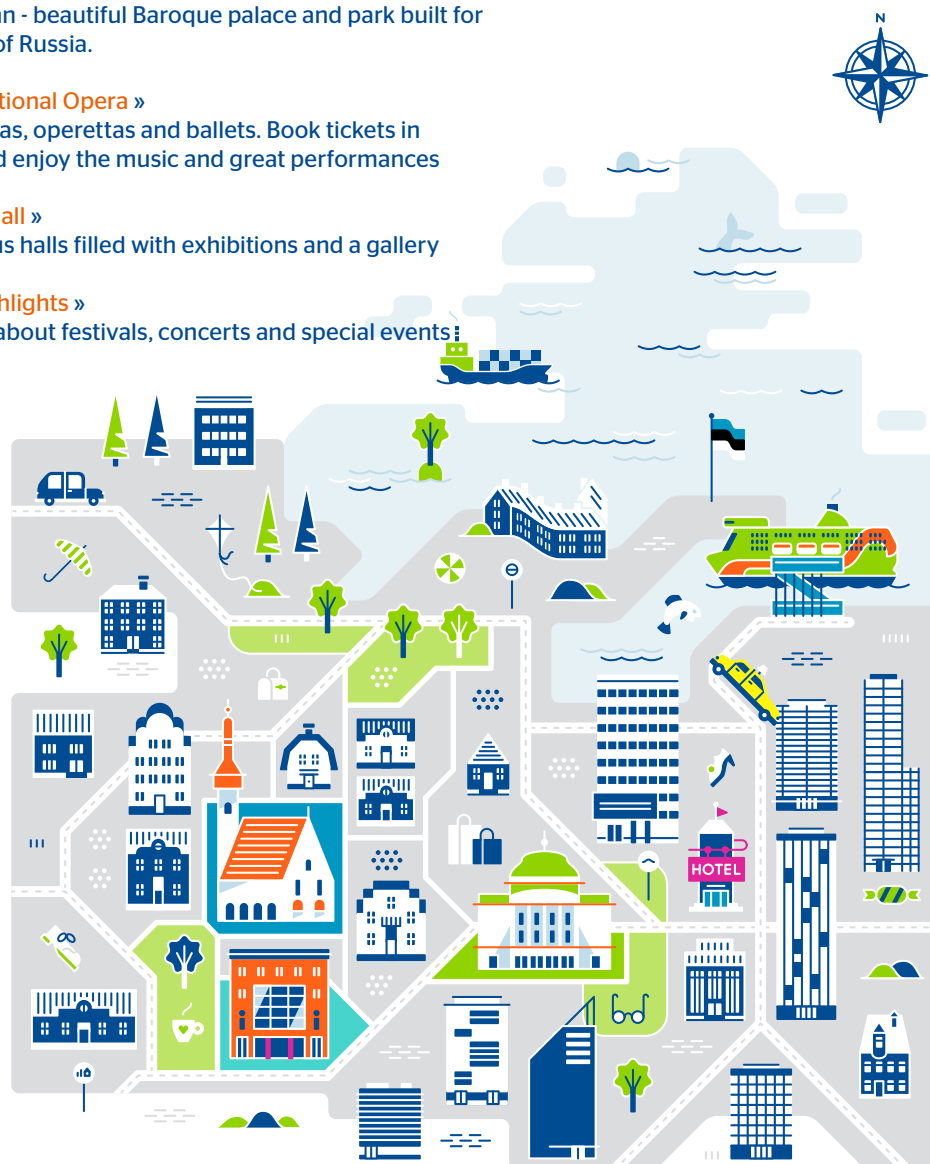 n - beautiful Baroque palace and park built for
of Russia.
tional Opera »
as, operettas and ballets. Book tickets in
d enjoy the music and great performances
all »
us halls filled with exhibitions and a gallery
hlights »
about festivals, concerts and special events
N
HOTEL